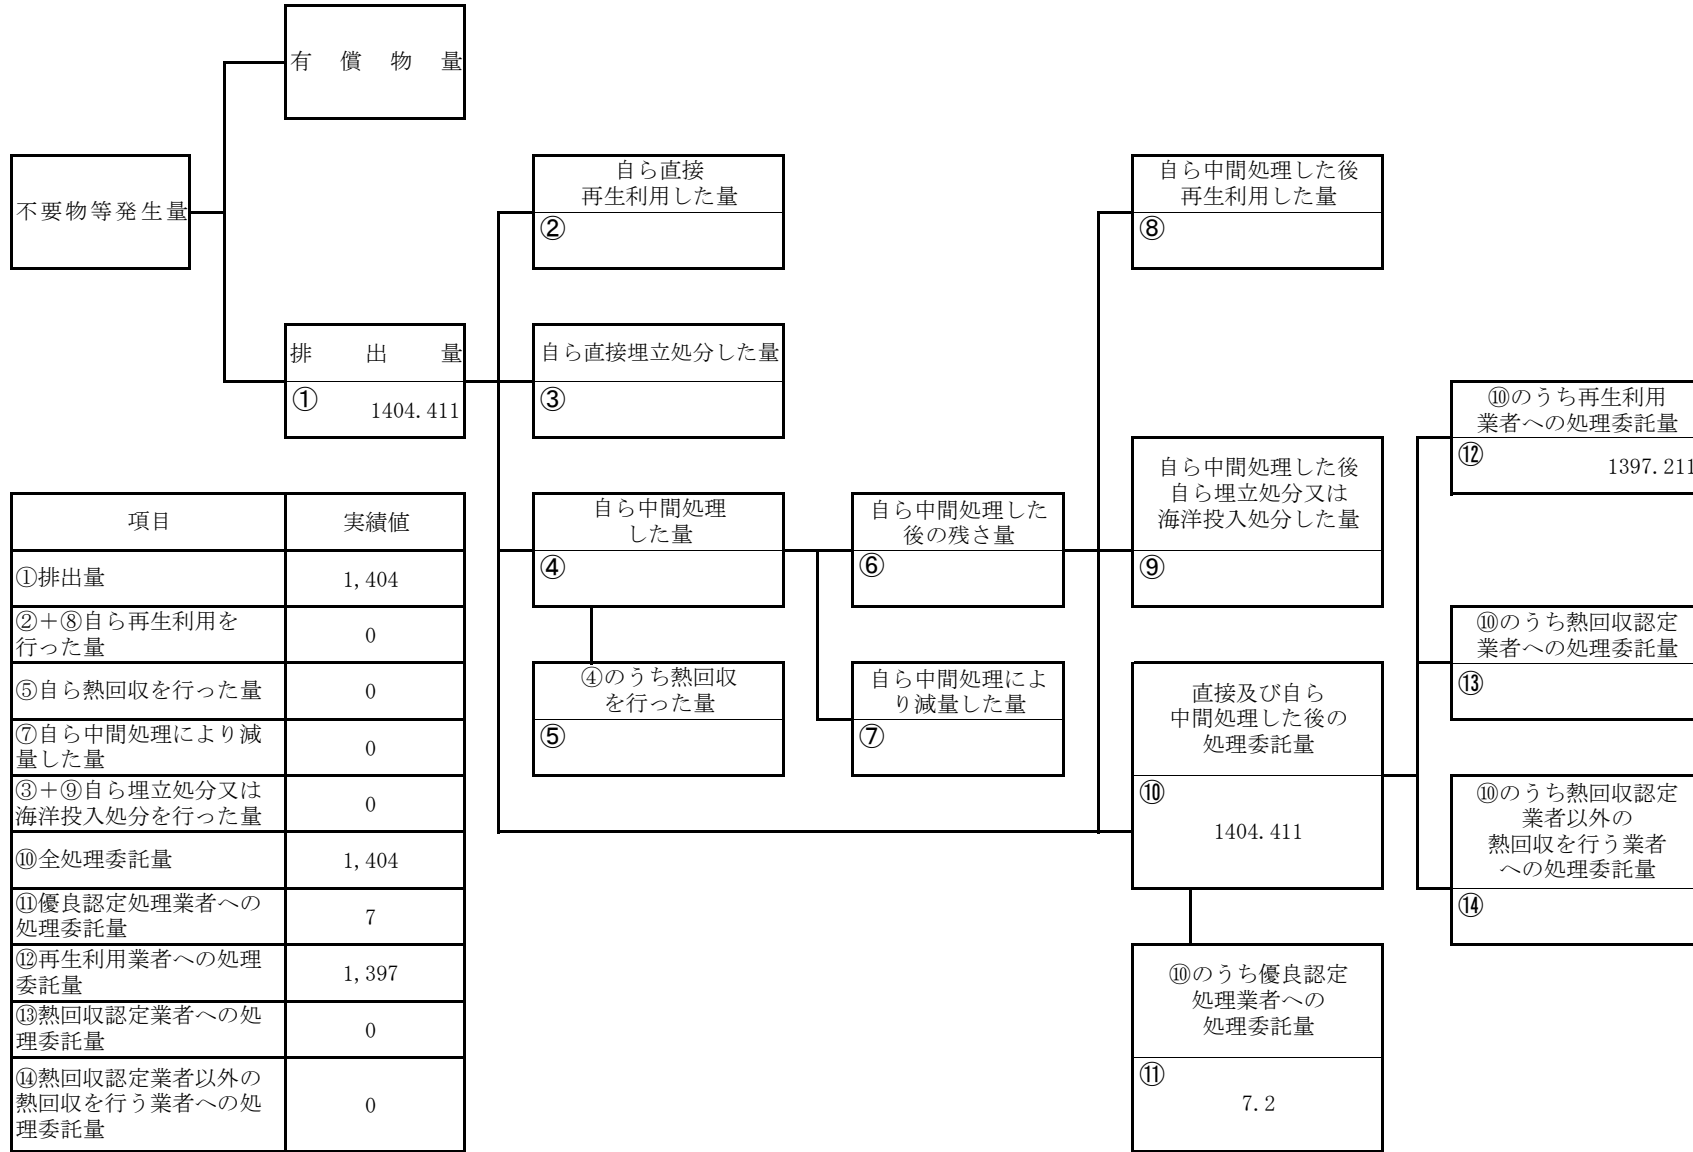 有償物量
不要物等発生量
排出量
①
1404.411
自ら直接
再生利用した量
②
自ら直接埋立処分した量
③
自ら中間処理
した量
④
④のうち熱回収
を行った量
⑤
自ら中間処理した
後の残さ量
⑥
自ら中間処理によ
り減量した量
⑦
自ら中間処理した後
再生利用した量
⑧
自ら中間処理した後
自ら埋立処分又は
海洋投入処分した量
⑨
直接及び自ら
中間処理した後の
処理委託量
⑩
1404.411
⑩のうち優良認定
処理業者への
処理委託量
⑪
7.2
⑩のうち再生利用
業者への処理委託量
⑫
1397.211
⑩のうち熱回収認定
業者への処理委託量
⑬
⑩のうち熱回収認定
業者以外の
熱回収を行う業者
への処理委託量
⑭
項目 実績値
①排出量 1,404
②＋⑧自ら再生利用を
行った量 0
⑤自ら熱回収を行った量 0
⑦自ら中間処理により減
量した量 0
③＋⑨自ら埋立処分又は
海洋投入処分を行った量 0
⑩全処理委託量 1,404
⑪優良認定処理業者への
処理委託量 7
⑫再生利用業者への処理
委託量 1,397
⑬熱回収認定業者への処
理委託量 0
⑭熱回収認定業者以外の
熱回収を行う業者への処
理委託量 0